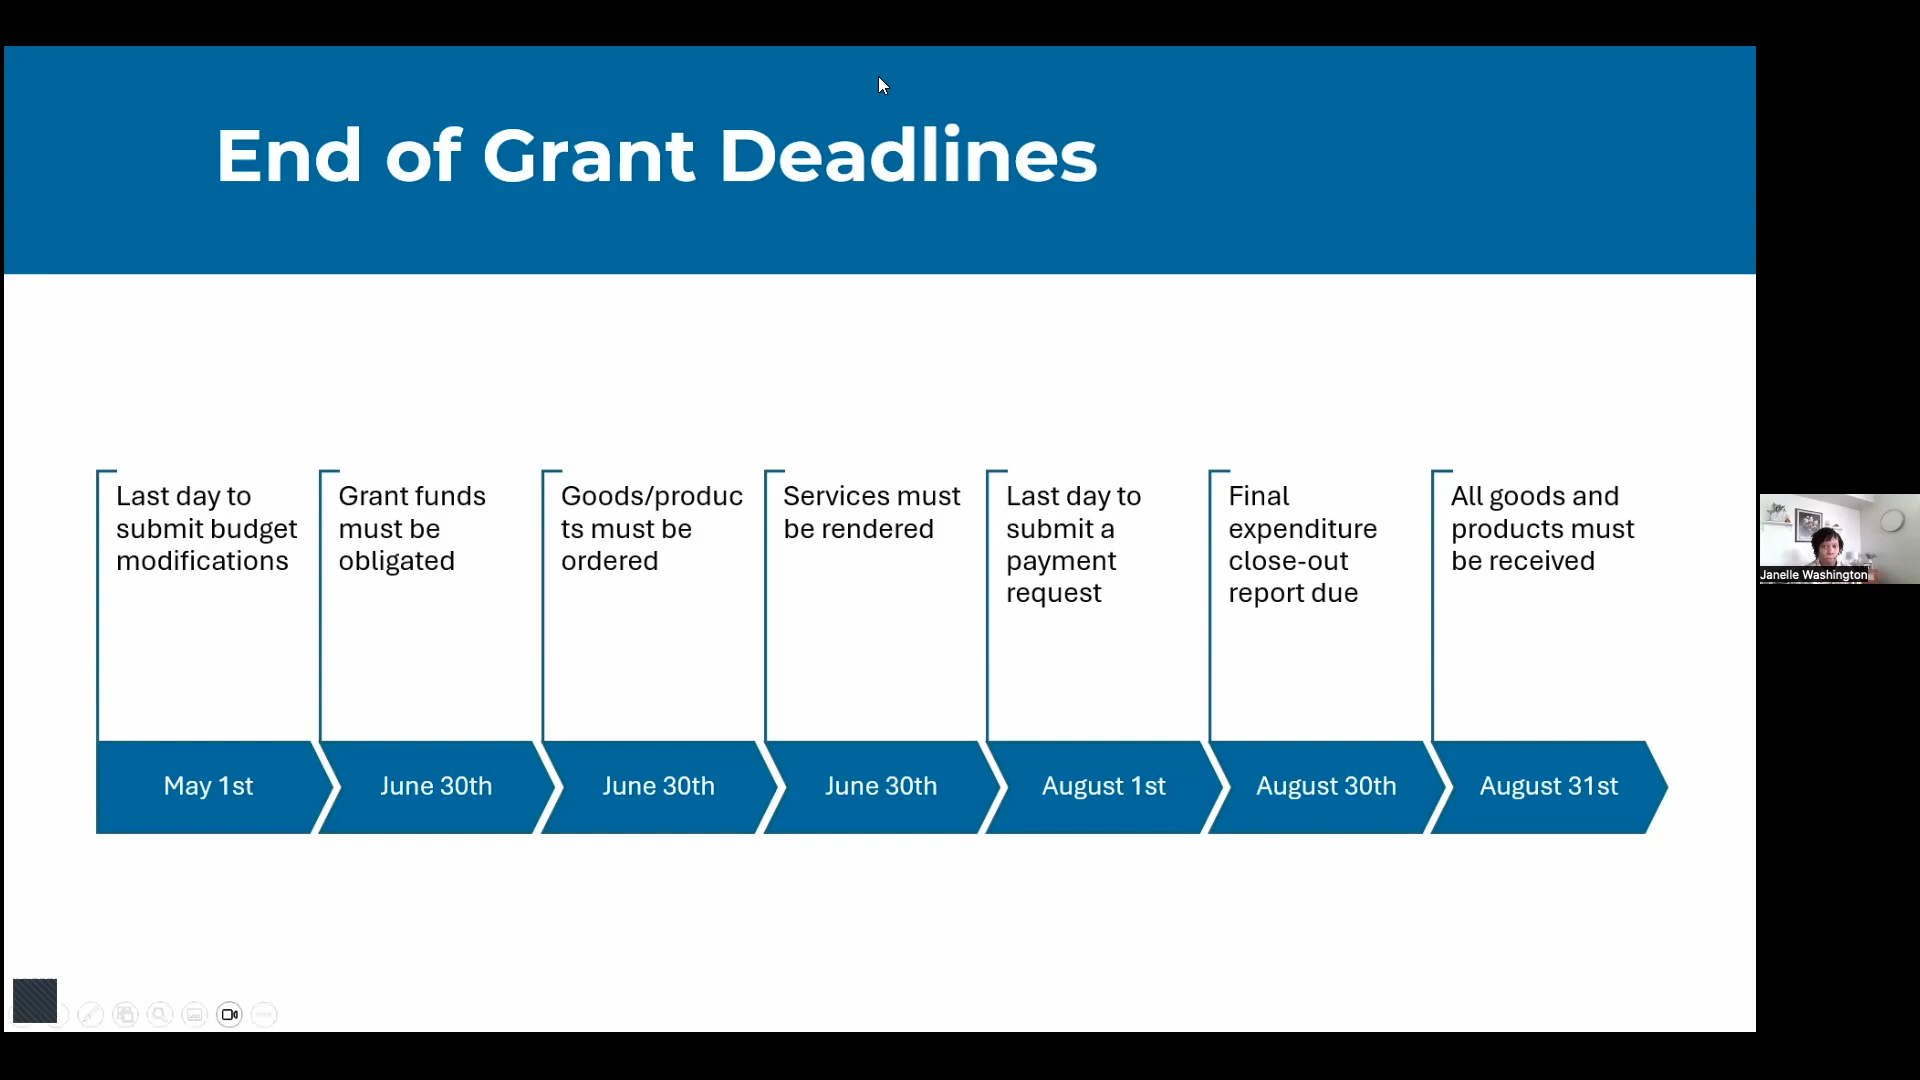 End of Grant Deadlines
Last day to
submit budget
modifications
Grant funds
must be
obligated
Goods/produc
ts must be
ordered
Services must
be rendered
Last day to
submit a
payment
request
Final
expenditure
close-out
report due
All goods and
products must
be received
May 1st
June 30th
June 30th
June 30th
August 1st
August 30th
August 31st
Janelle Washington